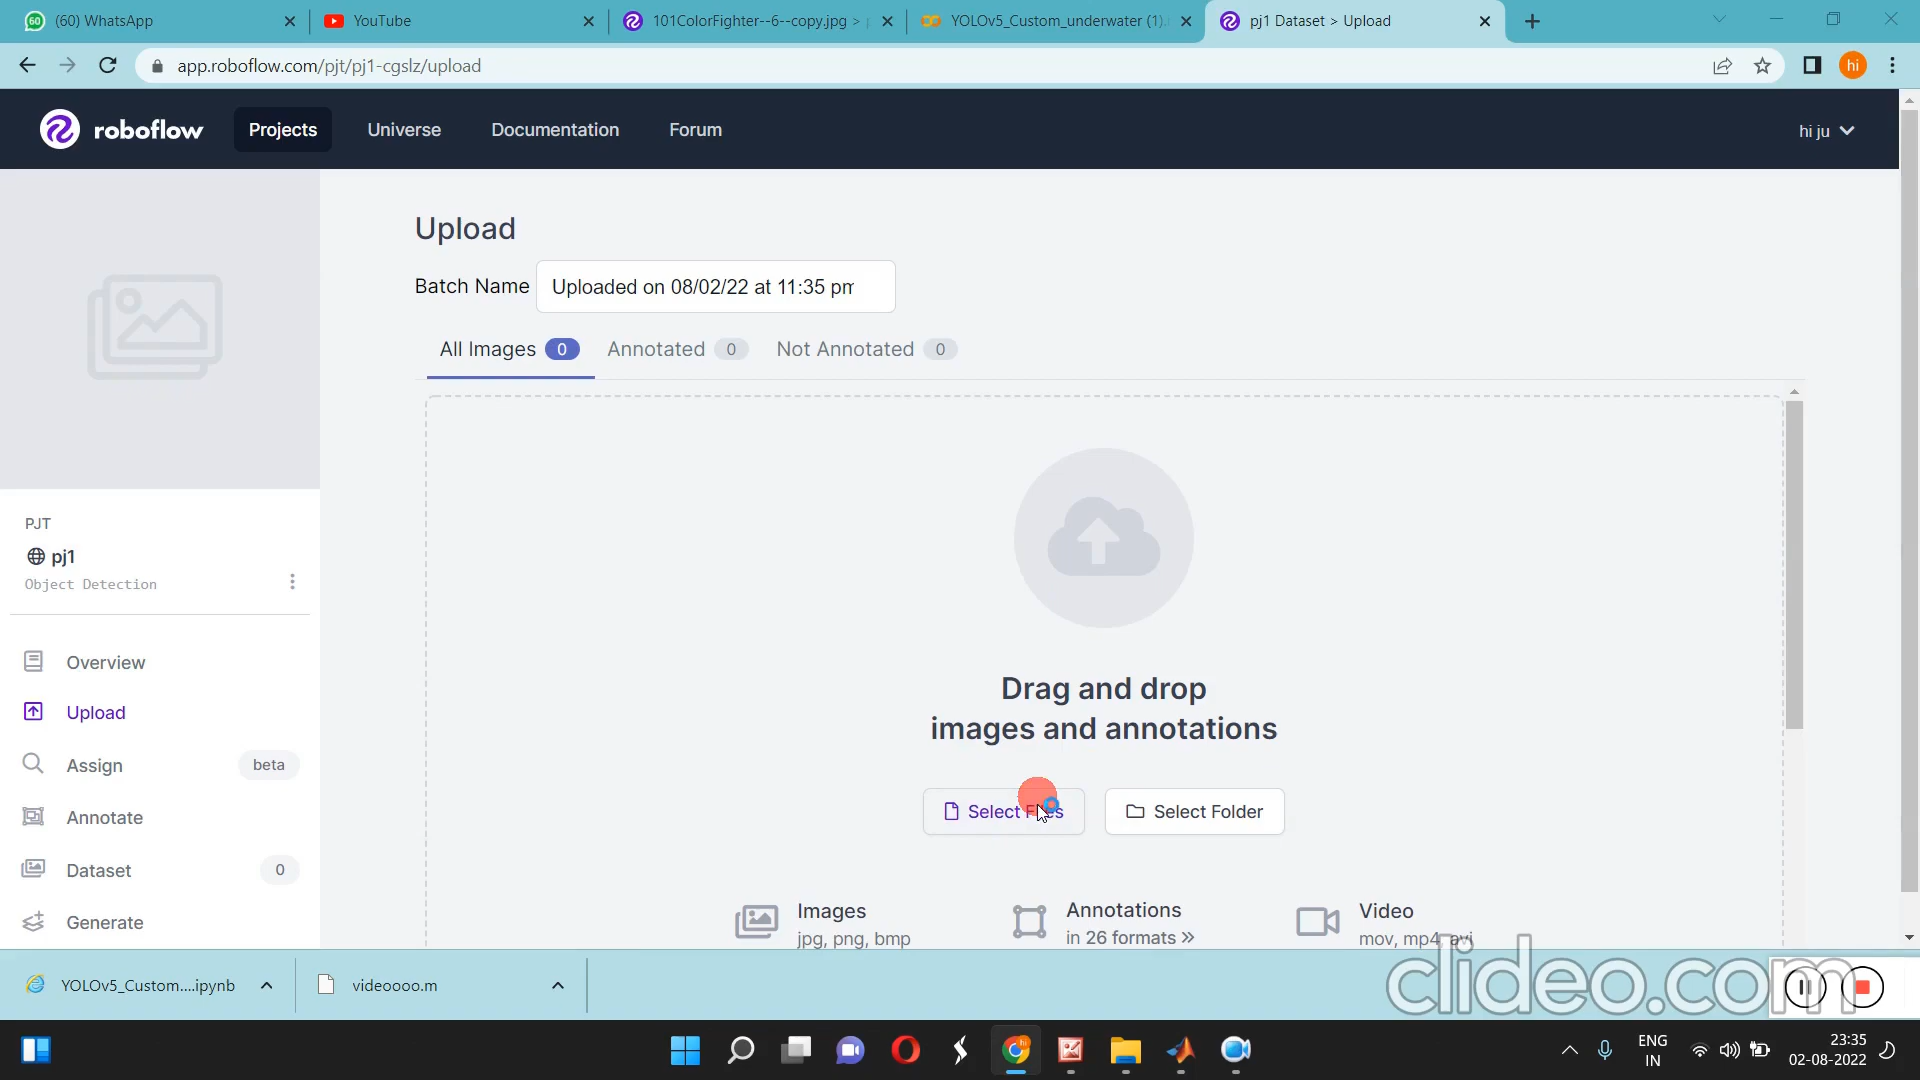 (60) WhatsApp
YouTube
101ColorFighter--6--copy.jpg >
YOLOv5_Custom_underwater (1).
pj1 Dataset > Upload
app.roboflow.com/pjt/pj1-cgslz/upload
hi
roboflow
Projects
Universe
Documentation
Forum
hi ju
Upload
Batch Name
Uploaded on 08/02/22 at 11:35 pm
All Images 0
Annotated 0
Not Annotated 0
PJT
pj1
Object Detection
Overview
Upload
Assign beta
Annotate
Dataset 0
Generate
Drag and drop
images and annotations
Select Files
Select Folder
Images
jpg, png, bmp
Annotations
in 26 formats »
Video
mov, mp4, avi
YOLOv5_Custom....ipynb
videoooo.m
clideo.com
ENG
IN
23:35
02-08-2022